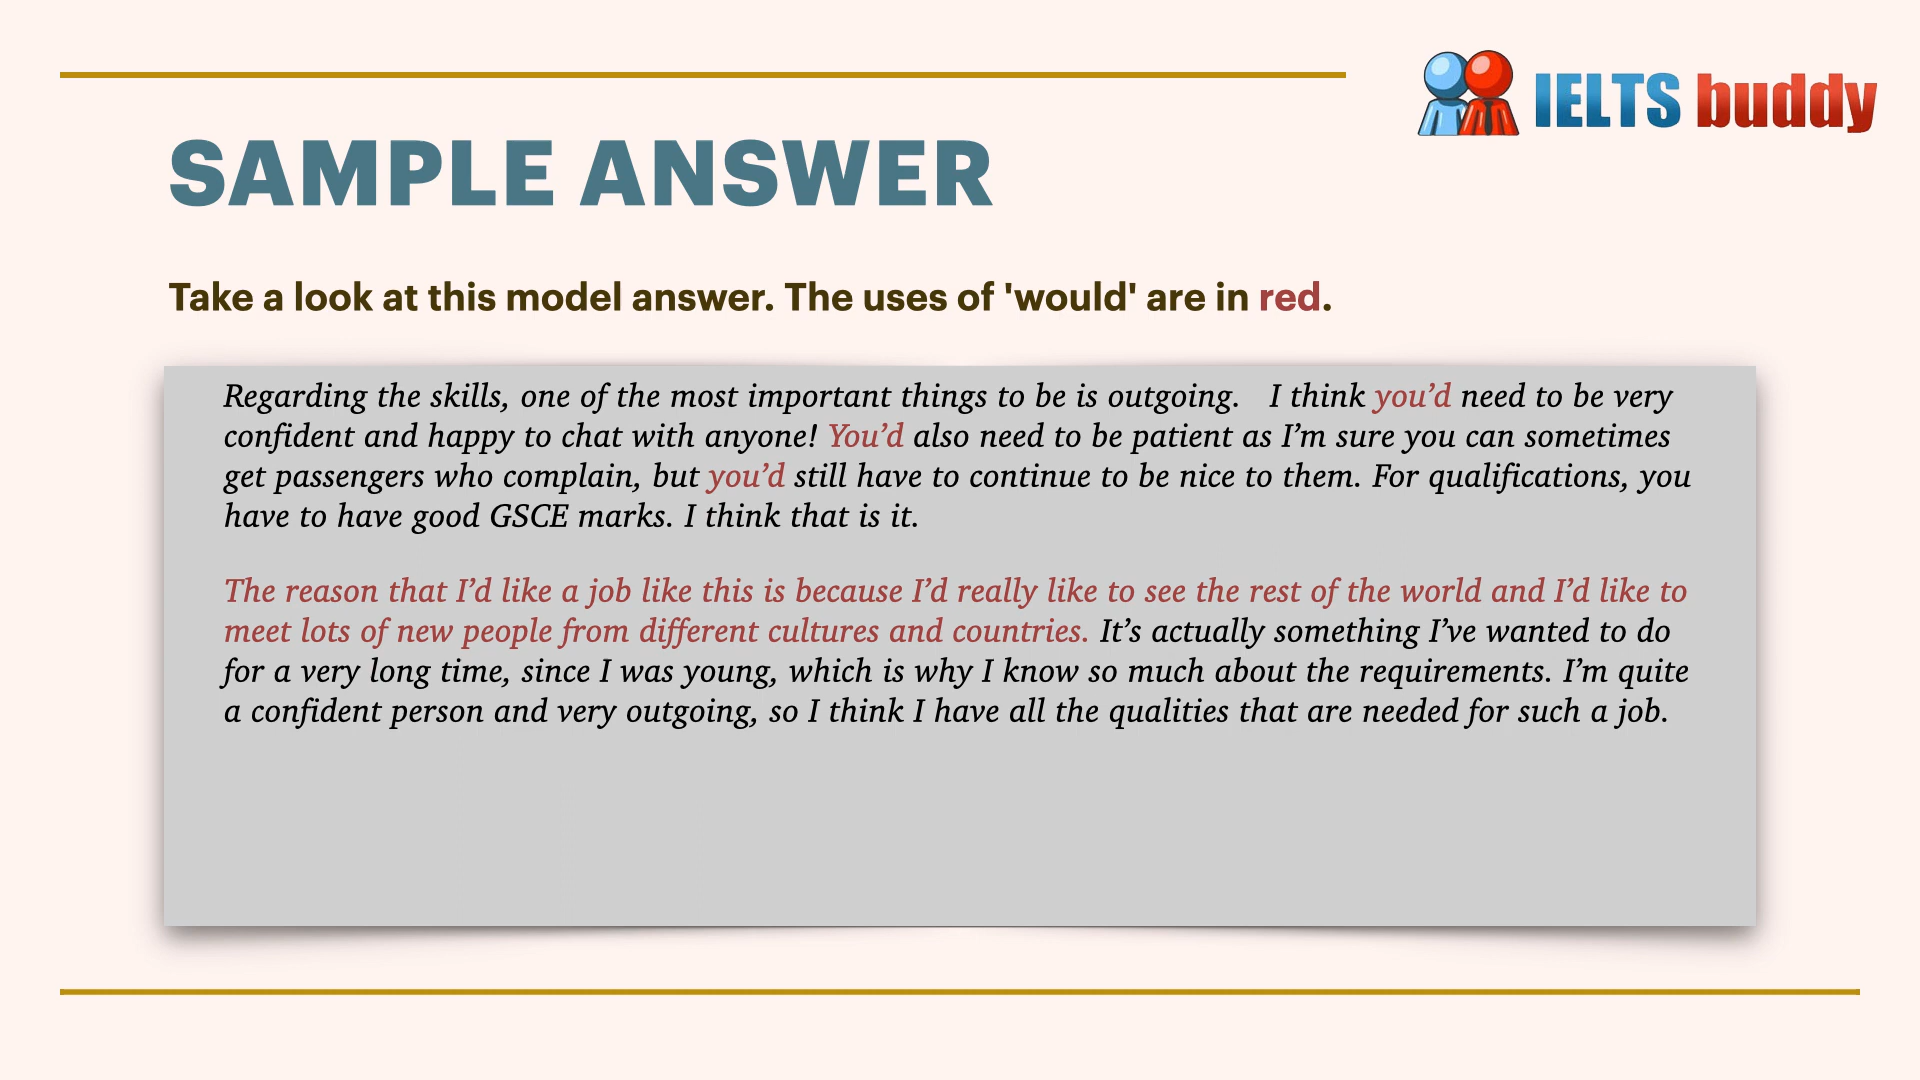 IELTS buddy
SAMPLE ANSWER
Take a look at this model answer. The uses of 'would' are in red.
Regarding the skills, one of the most important things to be is outgoing.   I think you’d need to be very
confident and happy to chat with anyone! You’d also need to be patient as I’m sure you can sometimes
get passengers who complain, but you’d still have to continue to be nice to them. For qualifications, you
have to have good GSCE marks. I think that is it.
The reason that I’d like a job like this is because I’d really like to see the rest of the world and I’d like to
meet lots of new people from different cultures and countries. It’s actually something I’ve wanted to do
for a very long time, since I was young, which is why I know so much about the requirements. I’m quite
a confident person and very outgoing, so I think I have all the qualities that are needed for such a job.